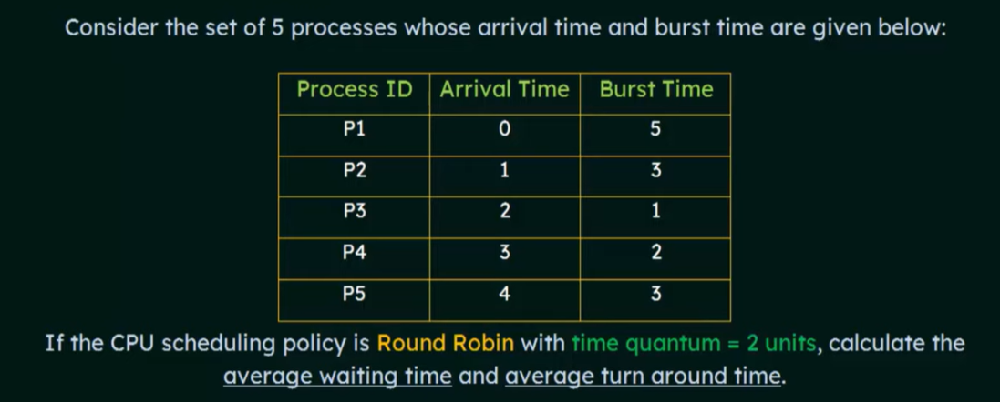 Consider the set of 5 processes whose arrival time and burst time are given below:
Process ID Arrival Time Burst Time
P1 0 5
P2 1 3
P3 2 1
P4 3 2
P5 4 3
If the CPU scheduling policy is Round Robin with time quantum = 2 units, calculate the
average waiting time and average turn around time.